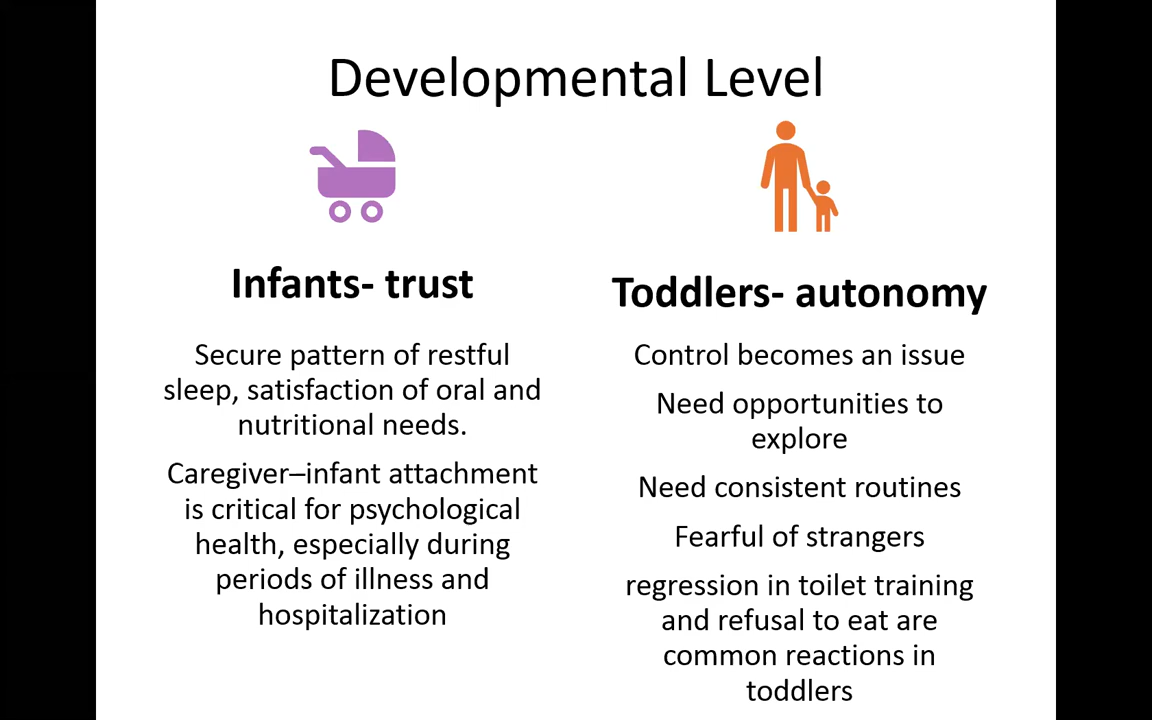 Developmental Level
Infants- trust
Secure pattern of restful
sleep, satisfaction of oral and
nutritional needs.
Caregiver–infant attachment
is critical for psychological
health, especially during
periods of illness and
hospitalization
Toddlers- autonomy
Control becomes an issue
Need opportunities to
explore
Need consistent routines
Fearful of strangers
regression in toilet training
and refusal to eat are
common reactions in
toddlers